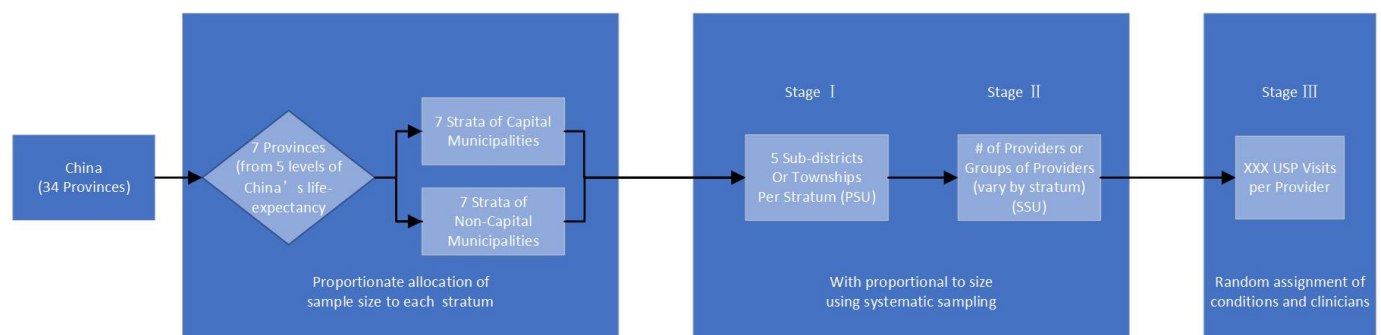 China
(34 Provinces)
7 Provinces
(from 5 levels of
China’s life-
expectancy
7 Strata of Capital
Municipalities
7 Strata of
Non-Capital
Municipalities
Proportionate allocation of
sample size to each stratum
Stage Ⅰ
5 Sub-districts
Or Townships
Per Stratum (PSU)
Stage Ⅱ
# of Providers or
Groups of Providers
(vary by stratum)
(SSU)
With proportional to size
using systematic sampling
Stage III
XXX USP Visits
per Provider
Random assignment of
conditions and clinicians